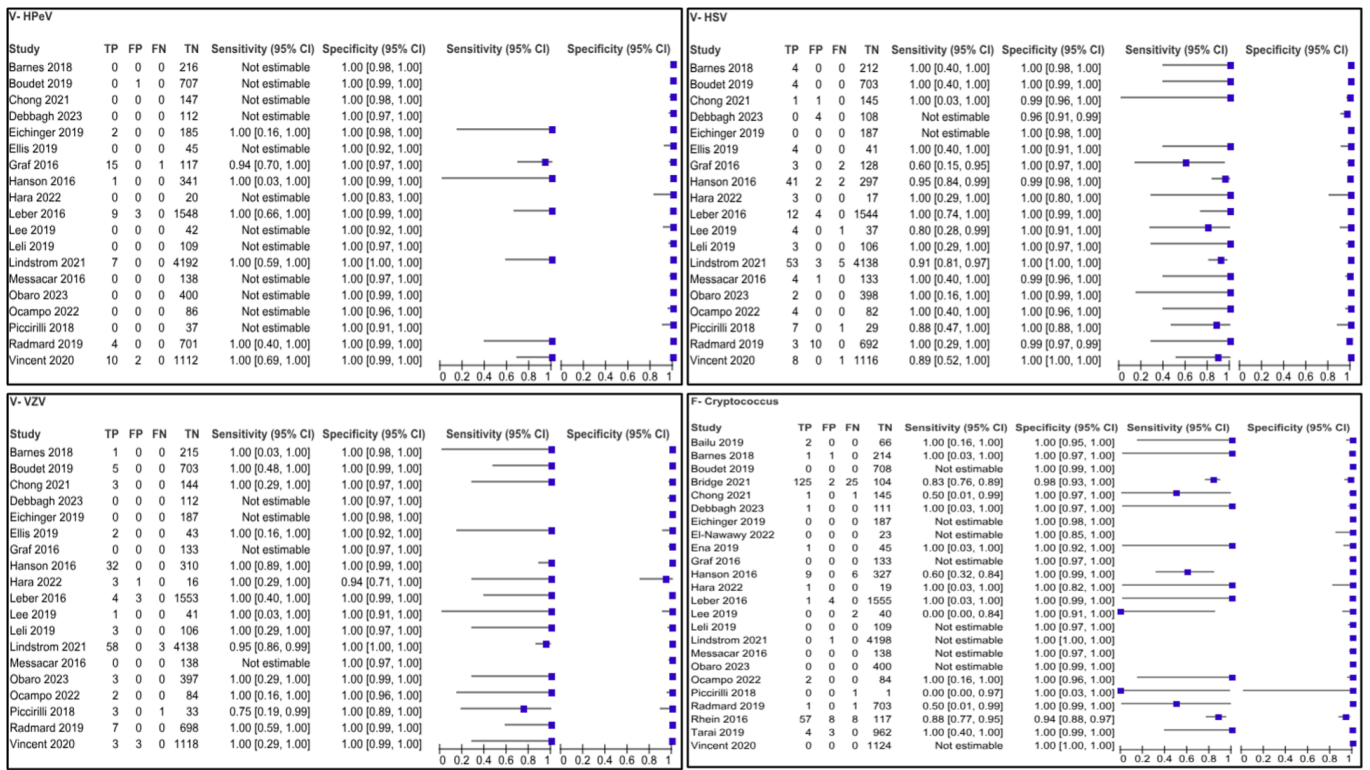 V- HPeV
Study TP FP FN TN Sensitivity (95% CI) Specificity (95% CI) Sensitivity (95% CI) Specificity (95% CI)
Barnes 2018 0 0 0 216 Not estimable 1.00 [0.98, 1.00]
Boudet 2019 0 1 0 707 Not estimable 1.00 [0.99, 1.00]
Chong 2021 0 0 0 147 Not estimable 1.00 [0.98, 1.00]
Debbagh 2023 0 0 0 112 Not estimable 1.00 [0.97, 1.00]
Eichinger 2019 2 0 0 185 1.00 [0.16, 1.00] 1.00 [0.98, 1.00]
Ellis 2019 0 0 0 45 Not estimable 1.00 [0.92, 1.00]
Graf 2016 15 0 1 117 0.94 [0.70, 1.00] 1.00 [0.97, 1.00]
Hanson 2016 1 0 0 341 1.00 [0.03, 1.00] 1.00 [0.99, 1.00]
Hara 2022 0 0 0 20 Not estimable 1.00 [0.83, 1.00]
Leber 2016 9 3 0 1548 1.00 [0.66, 1.00] 1.00 [0.99, 1.00]
Lee 2019 0 0 0 42 Not estimable 1.00 [0.92, 1.00]
Leli 2019 0 0 0 109 Not estimable 1.00 [0.97, 1.00]
Lindstrom 2021 7 0 0 4192 1.00 [0.59, 1.00] 1.00 [1.00, 1.00]
Messacar 2016 0 0 0 138 Not estimable 1.00 [0.97, 1.00]
Obaro 2023 0 0 0 400 Not estimable 1.00 [0.99, 1.00]
Ocampo 2022 0 0 0 86 Not estimable 1.00 [0.96, 1.00]
Piccirilli 2018 0 0 0 37 Not estimable 1.00 [0.91, 1.00]
Radmard 2019 4 0 0 701 1.00 [0.40, 1.00] 1.00 [0.99, 1.00]
Vincent 2020 10 2 0 1112 1.00 [0.69, 1.00] 1.00 [0.99, 1.00]
0 0.2 0.4 0.6 0.8 1 0 0.2 0.4 0.6 0.8 1
V- HSV
Study TP FP FN TN Sensitivity (95% CI) Specificity (95% CI) Sensitivity (95% CI) Specificity (95% CI)
Barnes 2018 4 0 0 212 1.00 [0.40, 1.00] 1.00 [0.98, 1.00]
Boudet 2019 4 0 0 703 1.00 [0.40, 1.00] 1.00 [0.99, 1.00]
Chong 2021 1 1 0 145 1.00 [0.03, 1.00] 0.99 [0.96, 1.00]
Debbagh 2023 0 4 0 108 Not estimable 0.96 [0.91, 0.99]
Eichinger 2019 0 0 0 187 Not estimable 1.00 [0.98, 1.00]
Ellis 2019 4 0 0 41 1.00 [0.40, 1.00] 1.00 [0.91, 1.00]
Graf 2016 3 0 2 128 0.60 [0.15, 0.95] 1.00 [0.97, 1.00]
Hanson 2016 41 2 2 297 0.95 [0.84, 0.99] 0.99 [0.98, 1.00]
Hara 2022 3 0 0 17 1.00 [0.29, 1.00] 1.00 [0.80, 1.00]
Leber 2016 12 4 0 1544 1.00 [0.74, 1.00] 1.00 [0.99, 1.00]
Lee 2019 4 0 1 37 0.80 [0.28, 0.99] 1.00 [0.91, 1.00]
Leli 2019 3 0 0 106 1.00 [0.29, 1.00] 1.00 [0.97, 1.00]
Lindstrom 2021 53 3 5 4138 0.91 [0.81, 0.97] 1.00 [1.00, 1.00]
Messacar 2016 4 1 0 133 1.00 [0.40, 1.00] 0.99 [0.96, 1.00]
Obaro 2023 2 0 0 398 1.00 [0.16, 1.00] 1.00 [0.99, 1.00]
Ocampo 2022 4 0 0 82 1.00 [0.40, 1.00] 1.00 [0.96, 1.00]
Piccirilli 2018 7 0 1 29 0.88 [0.47, 1.00] 1.00 [0.88, 1.00]
Radmard 2019 3 10 0 692 1.00 [0.29, 1.00] 0.99 [0.97, 0.99]
Vincent 2020 8 0 1 1116 0.89 [0.52, 1.00] 1.00 [1.00, 1.00]
0 0.2 0.4 0.6 0.8 1 0 0.2 0.4 0.6 0.8 1
V- VZV
Study TP FP FN TN Sensitivity (95% CI) Specificity (95% CI) Sensitivity (95% CI) Specificity (95% CI)
Barnes 2018 1 0 0 215 1.00 [0.03, 1.00] 1.00 [0.98, 1.00]
Boudet 2019 5 0 0 703 1.00 [0.48, 1.00] 1.00 [0.99, 1.00]
Chong 2021 3 0 0 144 1.00 [0.29, 1.00] 1.00 [0.97, 1.00]
Debbagh 2023 0 0 0 112 Not estimable 1.00 [0.97, 1.00]
Eichinger 2019 0 0 0 187 Not estimable 1.00 [0.98, 1.00]
Ellis 2019 2 0 0 43 1.00 [0.16, 1.00] 1.00 [0.92, 1.00]
Graf 2016 0 0 0 133 Not estimable 1.00 [0.97, 1.00]
Hanson 2016 32 0 0 310 1.00 [0.89, 1.00] 1.00 [0.99, 1.00]
Hara 2022 3 1 0 16 1.00 [0.29, 1.00] 0.94 [0.71, 1.00]
Leber 2016 4 3 0 1553 1.00 [0.40, 1.00] 1.00 [0.99, 1.00]
Lee 2019 1 0 0 41 1.00 [0.03, 1.00] 1.00 [0.91, 1.00]
Leli 2019 3 0 0 106 1.00 [0.29, 1.00] 1.00 [0.97, 1.00]
Lindstrom 2021 58 0 3 4138 0.95 [0.86, 0.99] 1.00 [1.00, 1.00]
Messacar 2016 0 0 0 138 Not estimable 1.00 [0.97, 1.00]
Obaro 2023 3 0 0 397 1.00 [0.29, 1.00] 1.00 [0.99, 1.00]
Ocampo 2022 2 0 0 84 1.00 [0.16, 1.00] 1.00 [0.96, 1.00]
Piccirilli 2018 3 0 1 33 0.75 [0.19, 0.99] 1.00 [0.89, 1.00]
Radmard 2019 7 0 0 698 1.00 [0.59, 1.00] 1.00 [0.99, 1.00]
Vincent 2020 3 3 0 1118 1.00 [0.29, 1.00] 1.00 [0.99, 1.00]
0 0.2 0.4 0.6 0.8 1 0 0.2 0.4 0.6 0.8 1
F- Cryptococcus
Study TP FP FN TN Sensitivity (95% CI) Specificity (95% CI) Sensitivity (95% CI) Specificity (95% CI)
Bailu 2019 2 0 0 66 1.00 [0.16, 1.00] 1.00 [0.95, 1.00]
Barnes 2018 1 1 0 214 1.00 [0.03, 1.00] 1.00 [0.97, 1.00]
Boudet 2019 0 0 0 708 Not estimable 1.00 [0.99, 1.00]
Bridge 2021 125 2 25 104 0.83 [0.76, 0.89] 0.98 [0.93, 1.00]
Chong 2021 1 0 1 145 0.50 [0.01, 0.99] 1.00 [0.97, 1.00]
Debbagh 2023 1 0 0 111 1.00 [0.03, 1.00] 1.00 [0.97, 1.00]
Eichinger 2019 0 0 0 187 Not estimable 1.00 [0.98, 1.00]
El-Nawawy 2022 0 0 0 23 Not estimable 1.00 [0.85, 1.00]
Ena 2019 1 0 0 45 1.00 [0.03, 1.00] 1.00 [0.92, 1.00]
Graf 2016 0 0 0 133 Not estimable 1.00 [0.97, 1.00]
Hanson 2016 9 0 6 327 0.60 [0.32, 0.84] 1.00 [0.99, 1.00]
Hara 2022 1 0 0 19 1.00 [0.03, 1.00] 1.00 [0.82, 1.00]
Leber 2016 1 4 0 1555 1.00 [0.03, 1.00] 1.00 [0.99, 1.00]
Lee 2019 0 0 2 40 0.00 [0.00, 0.84] 1.00 [0.91, 1.00]
Leli 2019 0 0 0 109 Not estimable 1.00 [0.97, 1.00]
Lindstrom 2021 0 1 0 4198 Not estimable 1.00 [1.00, 1.00]
Messacar 2016 0 0 0 138 Not estimable 1.00 [0.97, 1.00]
Obaro 2023 0 0 0 400 Not estimable 1.00 [0.99, 1.00]
Ocampo 2022 2 0 0 84 1.00 [0.16, 1.00] 1.00 [0.96, 1.00]
Piccirilli 2018 0 0 1 1 0.00 [0.00, 0.97] 1.00 [0.03, 1.00]
Radmard 2019 1 0 1 703 0.50 [0.01, 0.99] 1.00 [0.99, 1.00]
Rhein 2016 57 8 8 117 0.88 [0.77, 0.95] 0.94 [0.88, 0.97]
Tarai 2019 4 3 0 962 1.00 [0.40, 1.00] 1.00 [0.99, 1.00]
Vincent 2020 0 0 0 1124 Not estimable 1.00 [1.00, 1.00]
0 0.2 0.4 0.6 0.8 1 0 0.2 0.4 0.6 0.8 1